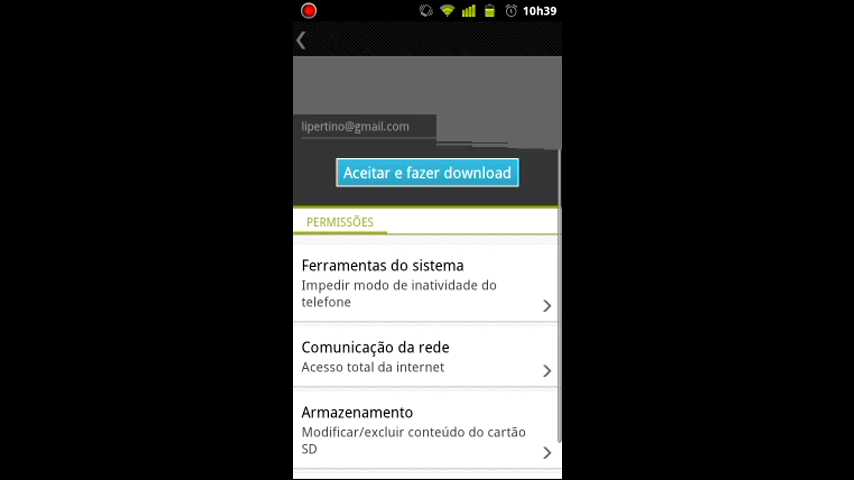 10h39
lipertino@gmail.com
Aceitar e fazer download
PERMISSÕES
Ferramentas do sistema
Impedir modo de inatividade do
telefone
Comunicação da rede
Acesso total da internet
Armazenamento
Modificar/excluir conteúdo do cartão
SD